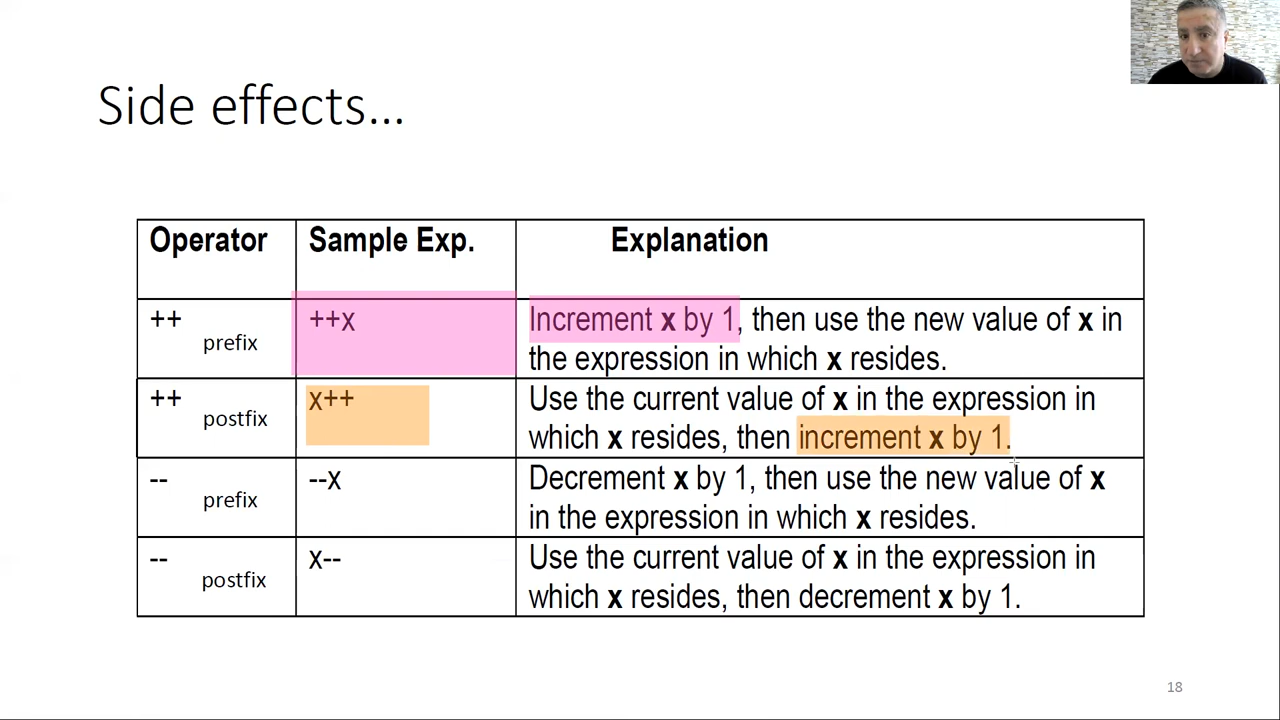 Side effects...
Operator Sample Exp. Explanation
++ prefix ++x Increment x by 1, then use the new value of x in
the expression in which x resides.
++ postfix x++ Use the current value of x in the expression in
which x resides, then increment x by 1.
-- prefix --x Decrement x by 1, then use the new value of x
in the expression in which x resides.
-- postfix x-- Use the current value of x in the expression in
which x resides, then decrement x by 1.
18